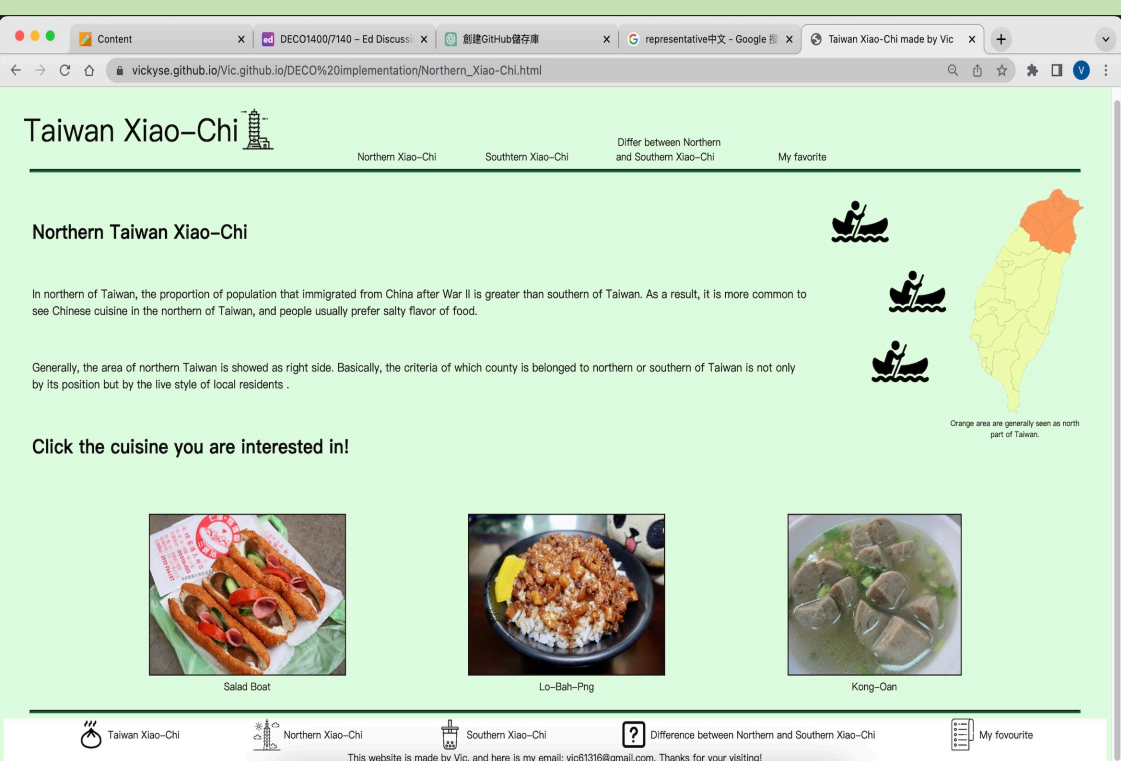 Content
DECO1400/7140 – Ed Discussi
創建GitHub儲存庫
representative中文 - Google 搜
Taiwan Xiao-Chi made by Vic
vickyse.github.io/Vic.github.io/DECO%20implementation/Northern_Xiao-Chi.html
V
Taiwan Xiao-Chi
Northern Xiao-Chi
Southtern Xiao-Chi
Differ between Northern
and Southern Xiao-Chi
My favorite
Northern Taiwan Xiao-Chi
In northern of Taiwan, the proportion of population that immigrated from China after War II is greater than southern of Taiwan. As a result, it is more common to
see Chinese cuisine in the northern of Taiwan, and people usually prefer salty flavor of food.
Generally, the area of northern Taiwan is showed as right side. Basically, the criteria of which county is belonged to northern or southern of Taiwan is not only
by its position but by the live style of local residents .
Orange area are generally seen as north
part of Taiwan.
Click the cuisine you are interested in!
Salad Boat
Lo-Bah-Png
Kong-Oan
Taiwan Xiao-Chi
Northern Xiao-Chi
Southern Xiao-Chi
?
Difference between Northern and Southern Xiao-Chi
My fovourite
This website is made by Vic, and here is my email: vic61316@gmail.com. Thanks for your visiting!